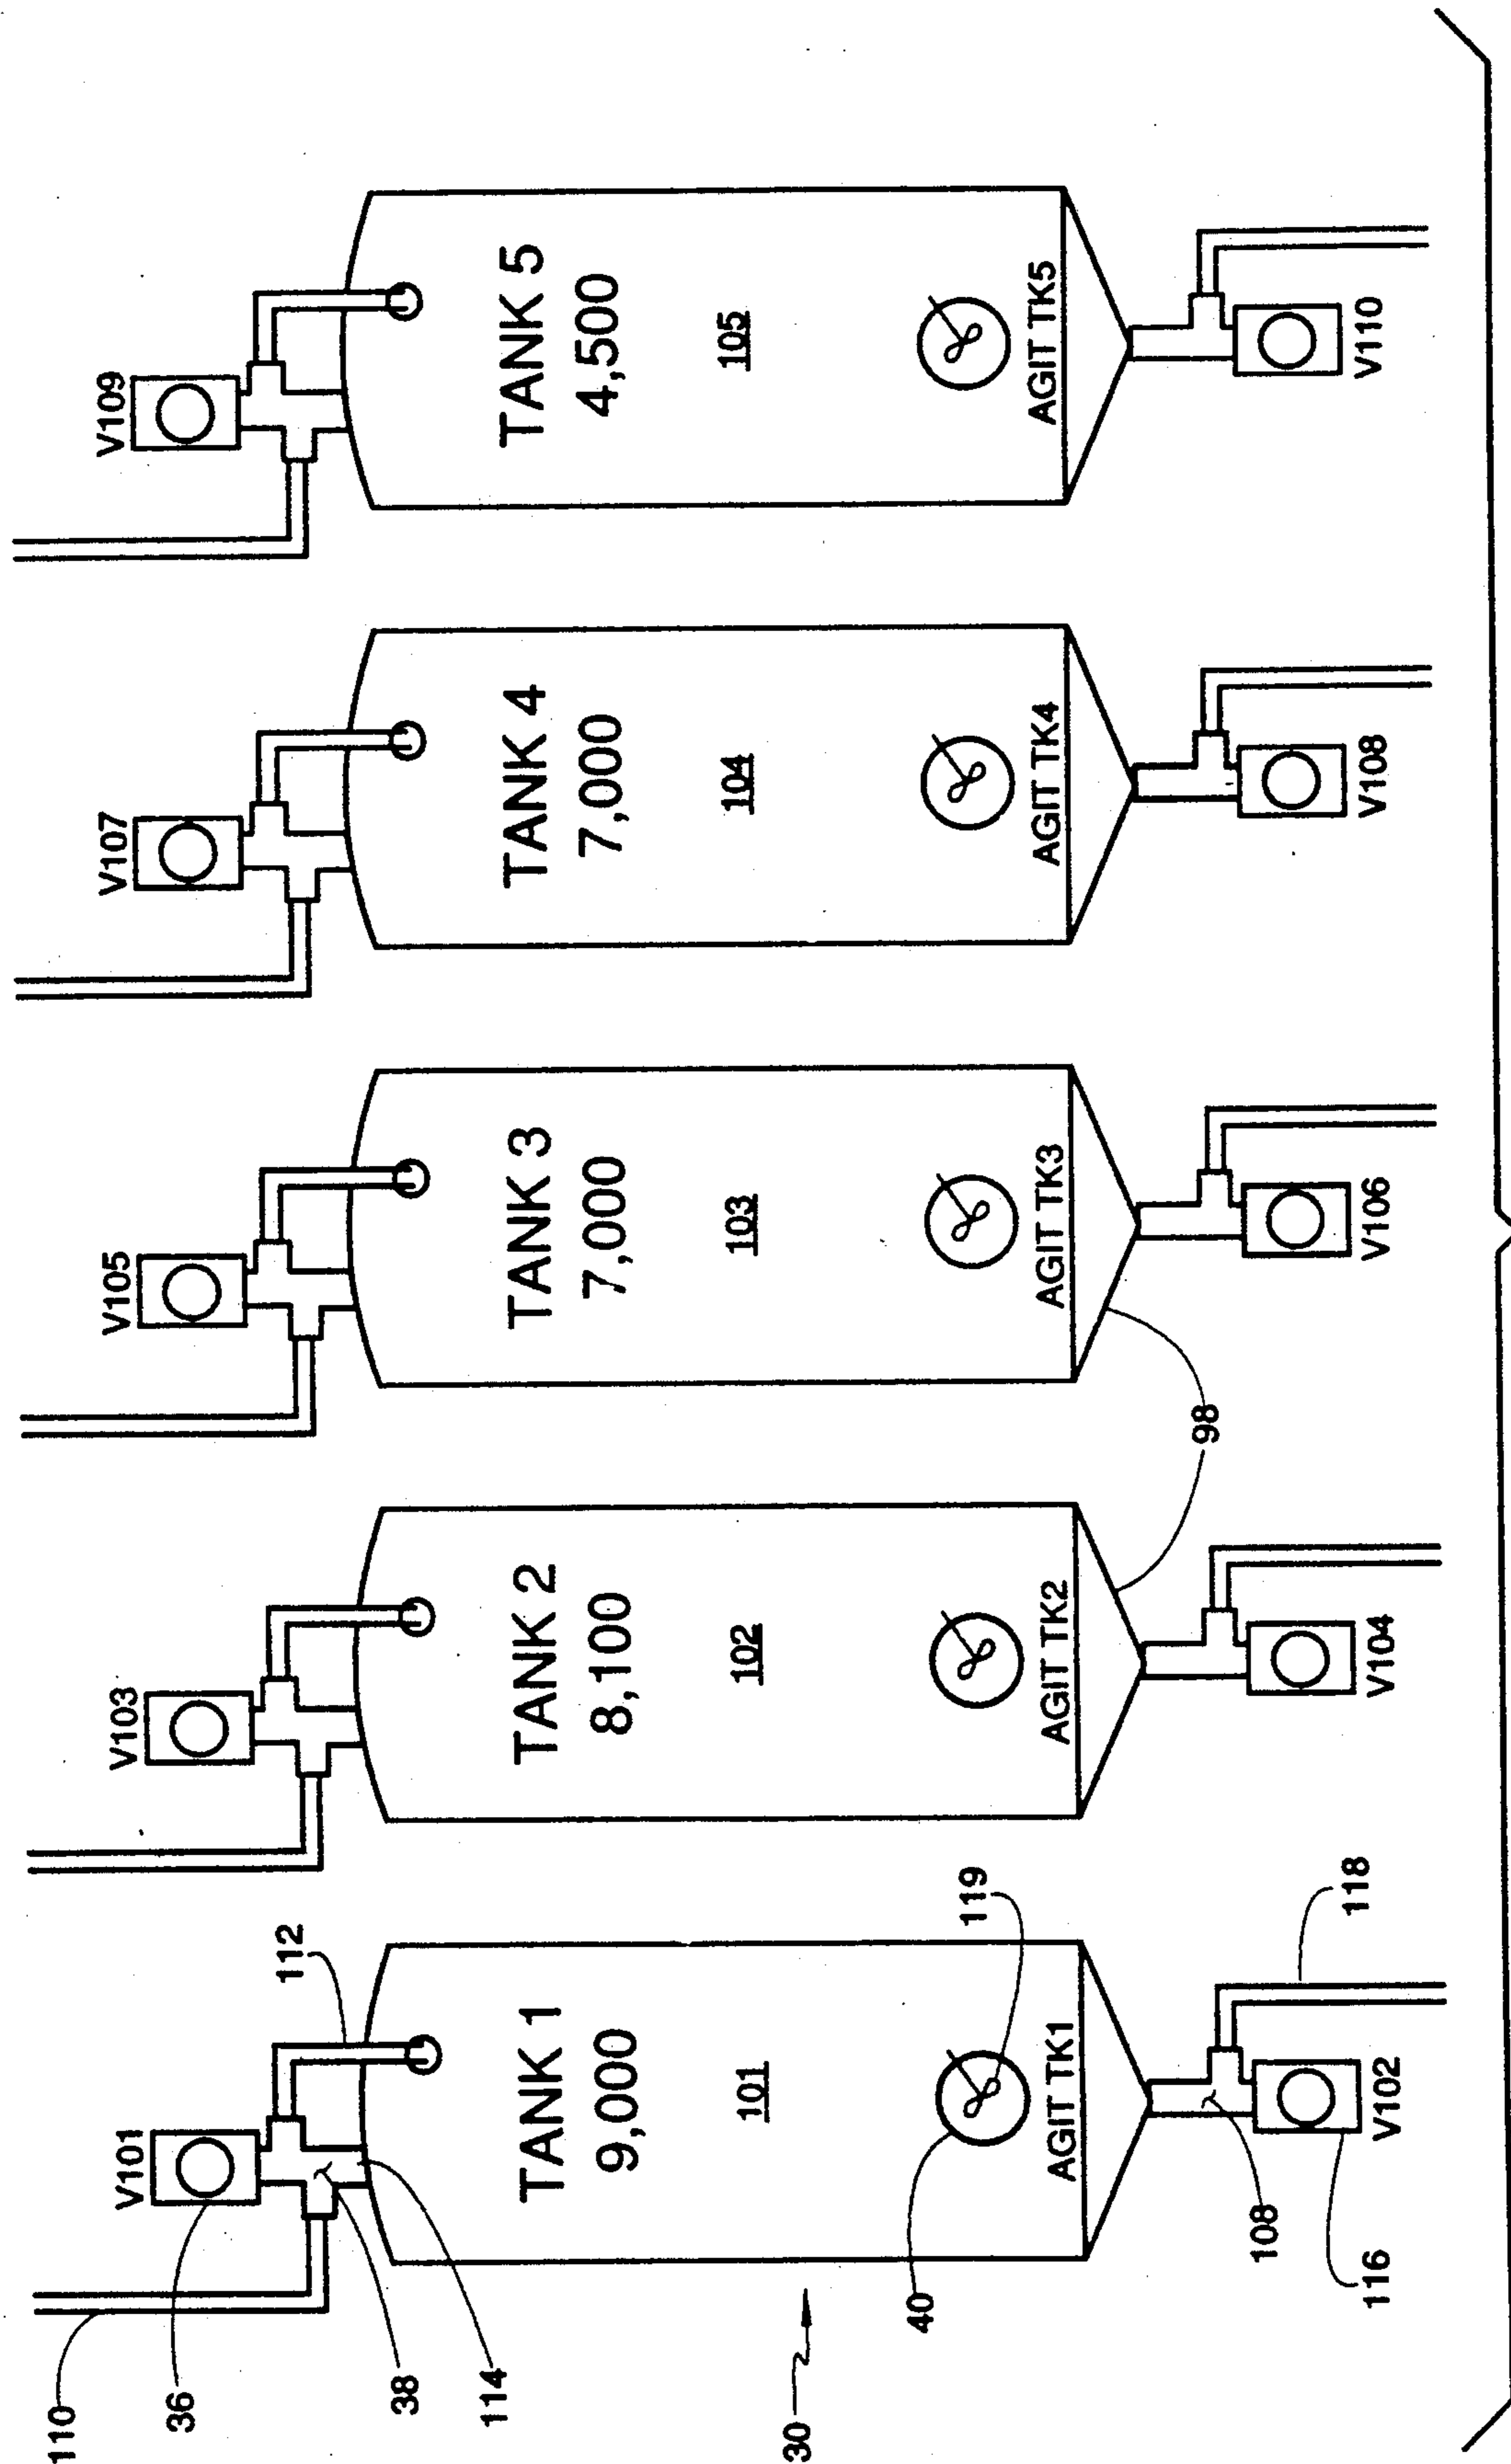 V101
V103
V105
V107
V109
110
36
38
114
112
TANK 1
9,000
101
TANK 2
8,100
102
TANK 3
7,000
103
TANK 4
7,000
104
TANK 5
4,500
105
30
40
119
AGIT TK1
AGIT TK2
AGIT TK3
AGIT TK4
AGIT TK5
98
108
116
118
V102
V104
V106
V108
V110